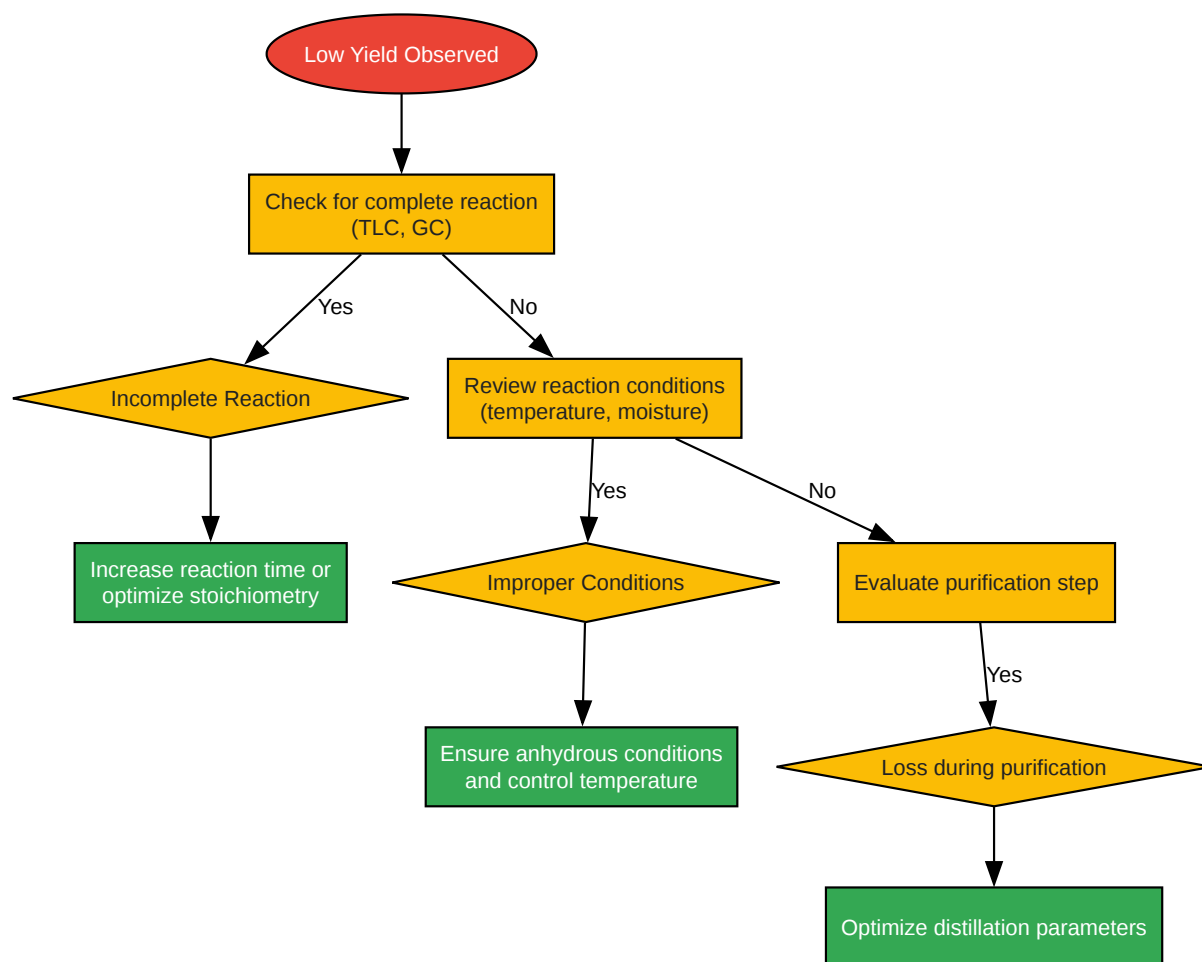 Low Yield Observed
Check for complete reaction
(TLC, GC)
Yes
No
Incomplete Reaction
Review reaction conditions
(temperature, moisture)
Yes
No
Increase reaction time or
optimize stoichiometry
Improper Conditions
Evaluate purification step
Yes
Ensure anhydrous conditions
and control temperature
Loss during purification
Optimize distillation parameters